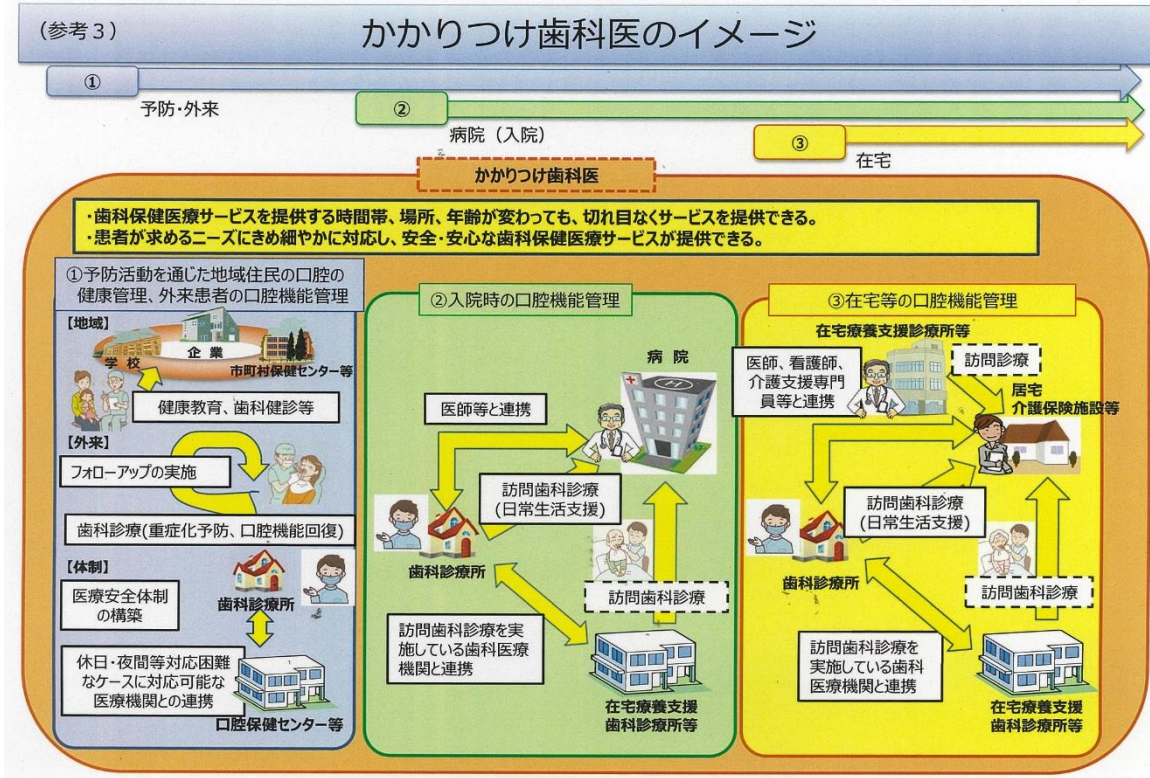 (参考３)
かかりつけ歯科医のイメージ
①
予防・外来
②
病院（入院）
③
在宅
かかりつけ歯科医
・歯科保健医療サービスを提供する時間帯、場所、年齢が変わっても、切れ目なくサービスを提供できる。
・患者が求めるニーズにきめ細やかに対応し、安全・安心な歯科保健医療サービスが提供できる。
①予防活動を通じた地域住民の口腔の
健康管理、外来患者の口腔機能管理
【地域】
企業
学校
市町村保健センター等
健康教育、歯科健診等
【外来】
フォローアップの実施
歯科診療(重症化予防、口腔機能回復)
【体制】
医療安全体制
の構築
歯科診療所
休日・夜間等対応困難
なケースに対応可能な
医療機関との連携
口腔保健センター等
②入院時の口腔機能管理
病院
H
医師等と連携
訪問歯科診療
(日常生活支援)
歯科診療所
訪問歯科診療
訪問歯科診療を実
施している歯科医療
機関と連携
在宅療養支援
歯科診療所等
③在宅等の口腔機能管理
在宅療養支援診療所等
医師、看護師、
介護支援専門
員等と連携
訪問診療
居宅
介護保険施設等
訪問歯科診療
(日常生活支援)
歯科診療所
訪問歯科診療
訪問歯科診療を
実施している歯科
医療機関と連携
在宅療養支援
歯科診療所等